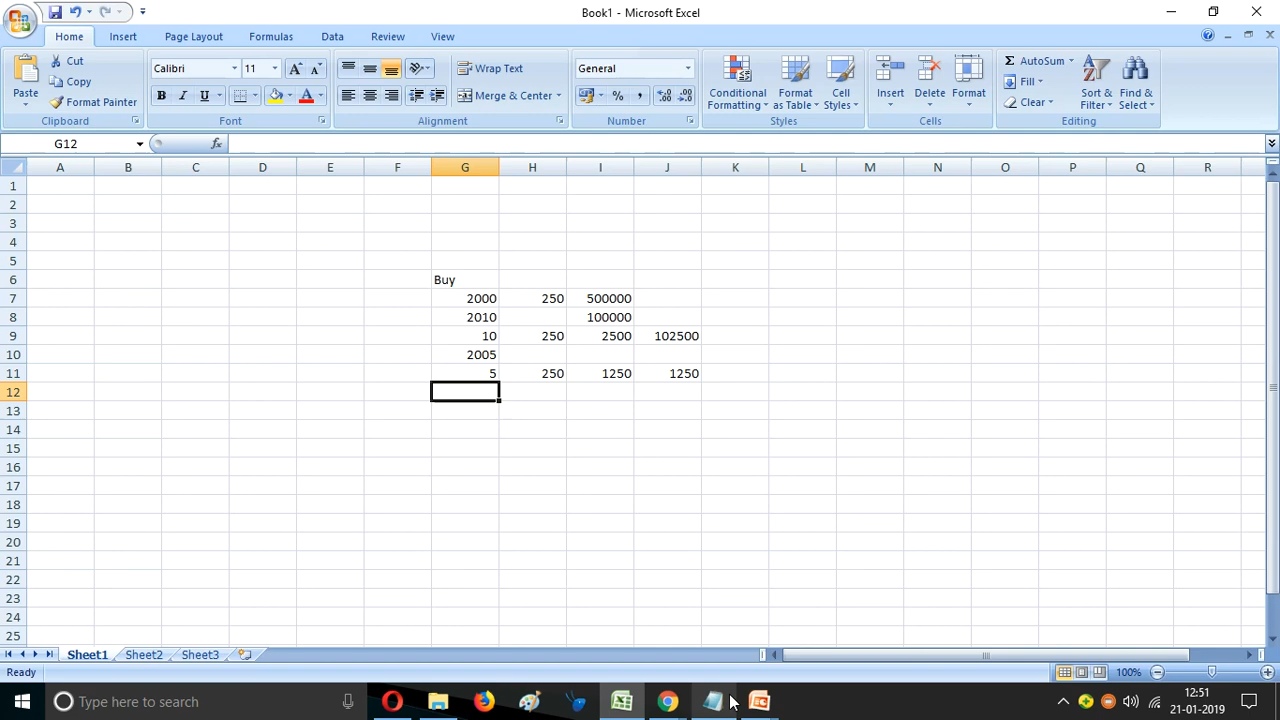 Book1 - Microsoft Excel
Home Insert Page Layout Formulas Data Review View
Paste
Cut
Copy
Format Painter
Clipboard
Calibri 11
B I U
Font
Wrap Text
Merge & Center
Alignment
General
% ,
Number
Conditional Formatting
Format as Table
Cell Styles
Styles
Insert Delete Format
Cells
Σ AutoSum
Fill
Clear
Sort & Filter
Find & Select
Editing
G12 fx
A B C D E F G H I J K L M N O P Q R
1
2
3
4
5
6 Buy
7 2000 250 500000
8 2010 100000
9 10 250 2500 102500
10 2005
11 5 250 1250 1250
12
13
14
15
16
17
18
19
20
21
22
23
24
25
Sheet1 Sheet2 Sheet3
Ready 100%
Type here to search
12:51
21-01-2019